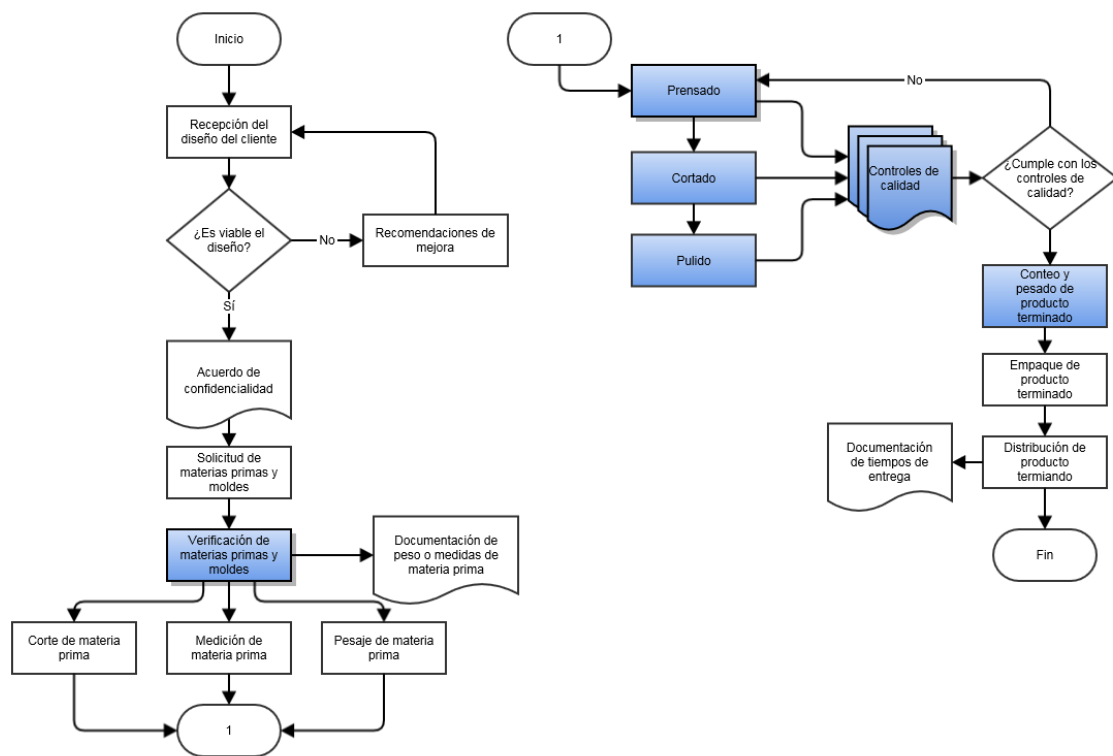 Inicio
Recepción del
diseño del cliente
¿Es viable el
diseño?
No
Recomendaciones de
mejora
Sí
Acuerdo de
confidencialidad
Solicitud de
materias primas y
moldes
Verificación de
materias primas y
moldes
Documentación de
peso o medidas de
materia prima
Corte de materia
prima
Medición de
materia prima
Pesaje de materia
prima
1
1
Prensado
No
Cortado
Controles de
calidad
¿Cumple con los
controles de
calidad?
Pulido
Conteo y
pesado de
producto
terminado
Empaque de
producto
terminado
Distribución de
producto
termiando
Documentación
de tiempos de
entrega
Fin